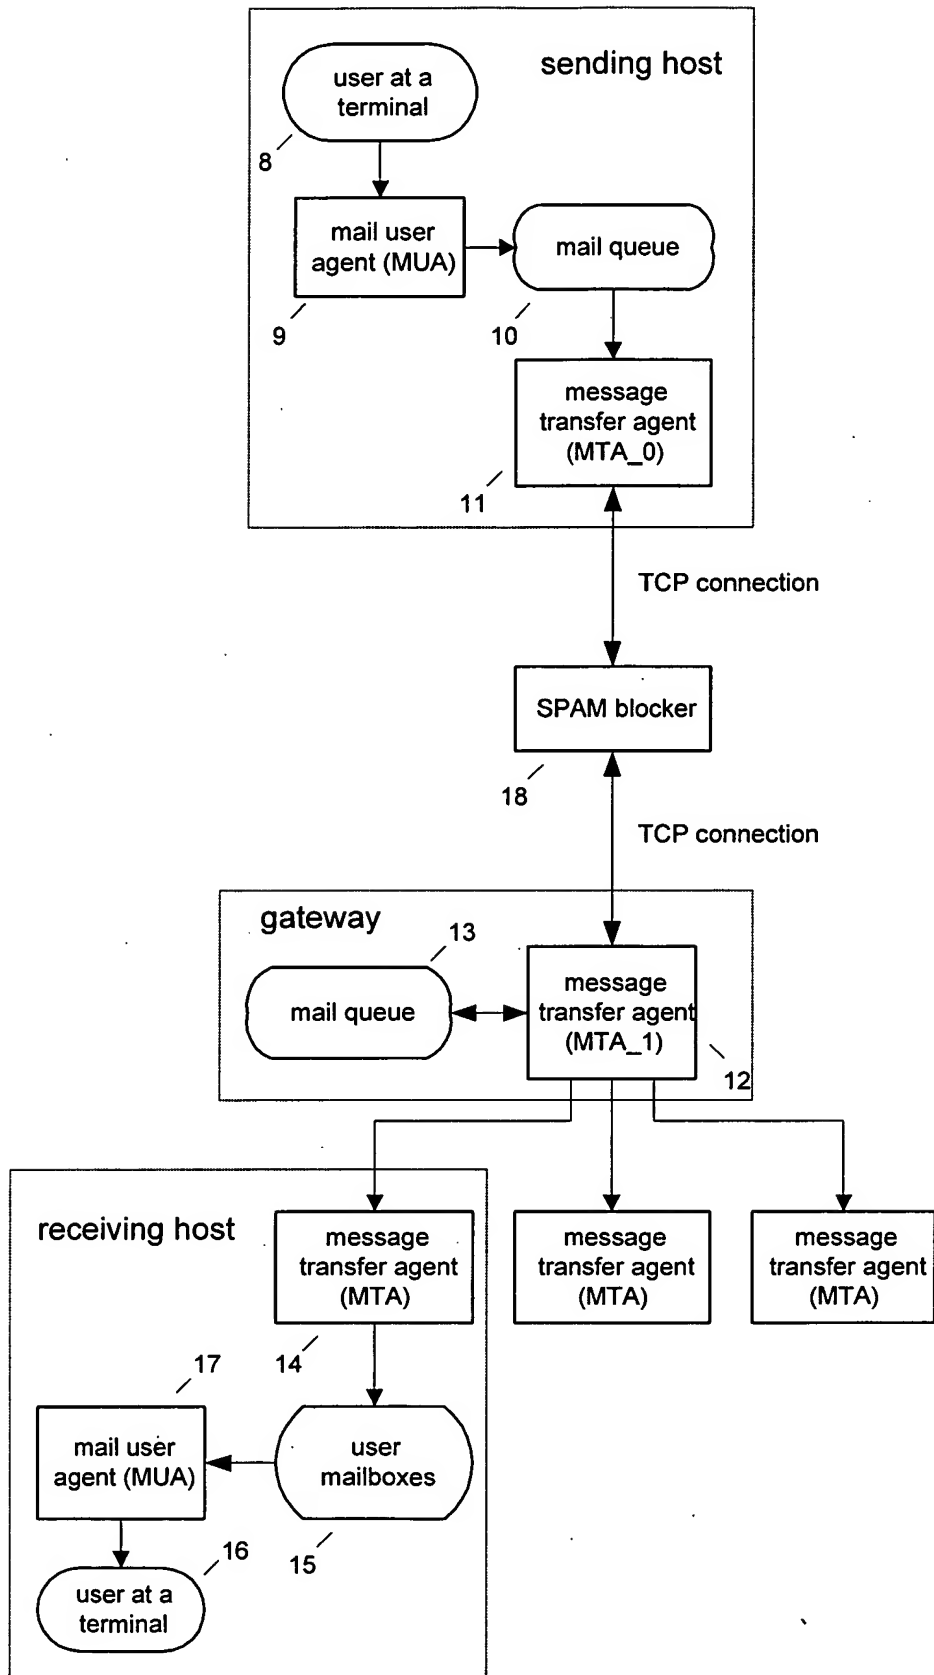 sending host
user at a
terminal
8
mail user
agent (MUA)
9
mail queue
10
message
transfer agent
(MTA_0)
11
TCP connection
SPAM blocker
18
TCP connection
gateway
13
mail queue
message
transfer agent
(MTA_1)
12
receiving host
message
transfer agent
(MTA)
14
message
transfer agent
(MTA)
message
transfer agent
(MTA)
17
mail user
agent (MUA)
user
mailboxes
15
16
user at a
terminal